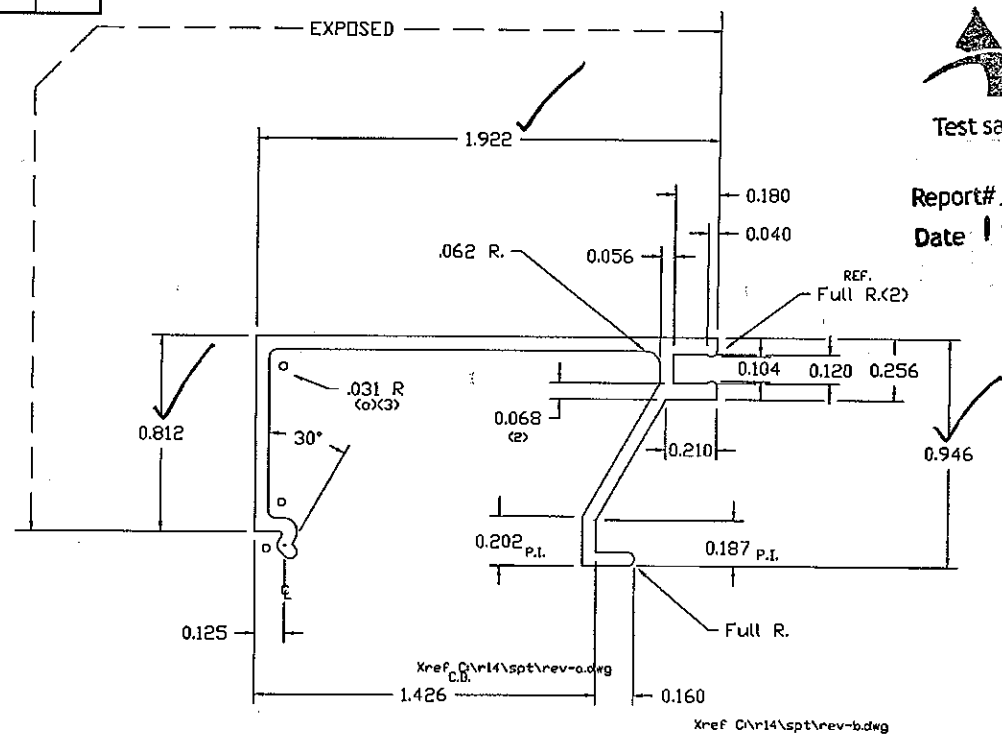 EXPOSED
1.922
Test sa
Report#
Date
0.180
0.040
.062 R.
0.056
REF.
Full R.(2)
0.104
0.120
0.256
.031 R
(o)(3)
0.812
30°
0.068
(2)
0.210
0.946
0.202 P.I.
0.187 P.I.
℄
0.125
Full R.
Xref C:\r14\spt\rev-a.dwg
C.D.
1.426
0.160
Xref C:\r14\spt\rev-b.dwg